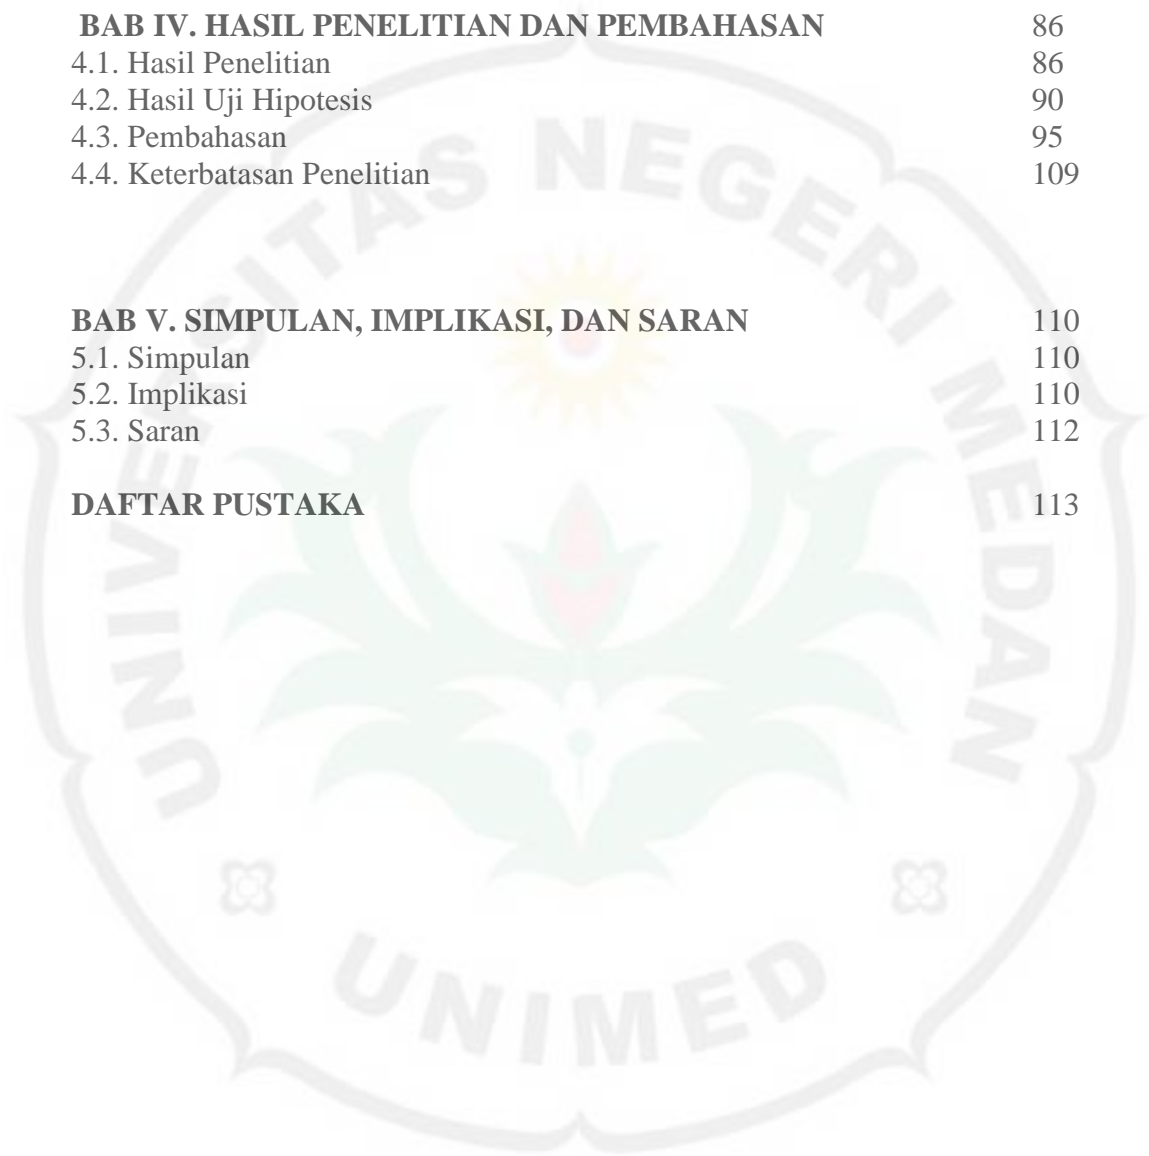 BAB IV. HASIL PENELITIAN DAN PEMBAHASAN 86
4.1. Hasil Penelitian 86
4.2. Hasil Uji Hipotesis 90
4.3. Pembahasan 95
4.4. Keterbatasan Penelitian 109
BAB V. SIMPULAN, IMPLIKASI, DAN SARAN 110
5.1. Simpulan 110
5.2. Implikasi 110
5.3. Saran 112
DAFTAR PUSTAKA 113
UNIVERSITAS NEGERI MEDAN
UNIMED